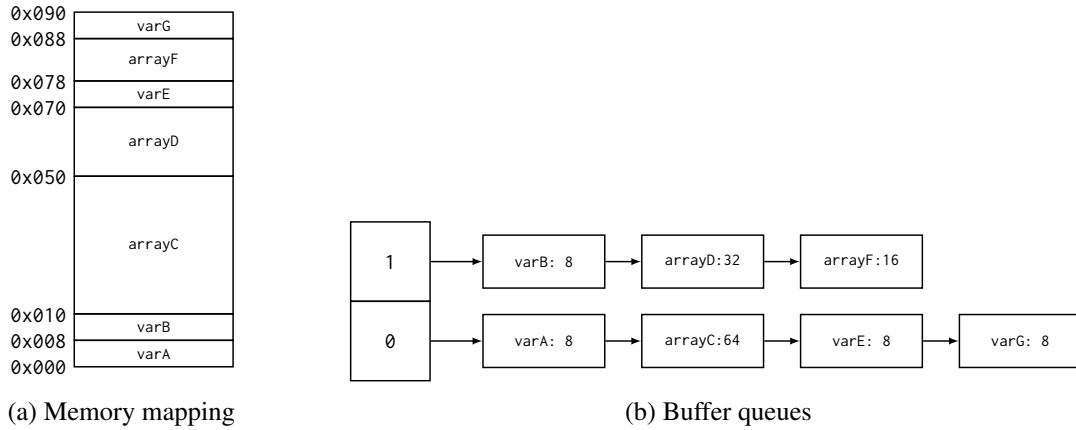 0x090
varG
0x088
arrayF
0x078
varE
0x070
arrayD
0x050
arrayC
0x010
varB
0x008
varA
0x000
(a) Memory mapping
1
varB: 8
arrayD:32
arrayF:16
0
varA: 8
arrayC:64
varE: 8
varG: 8
(b) Buffer queues